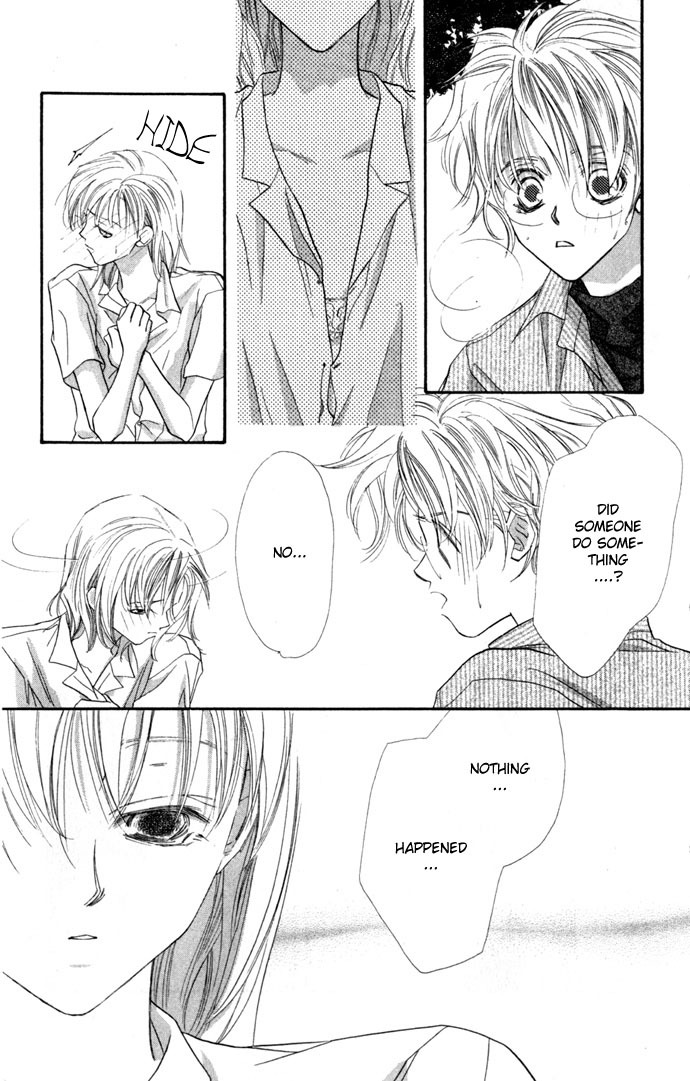 HIDE
DID
SOMEONE
DO SOME-
THING
....?
NO...
NOTHING
...
HAPPENED
...